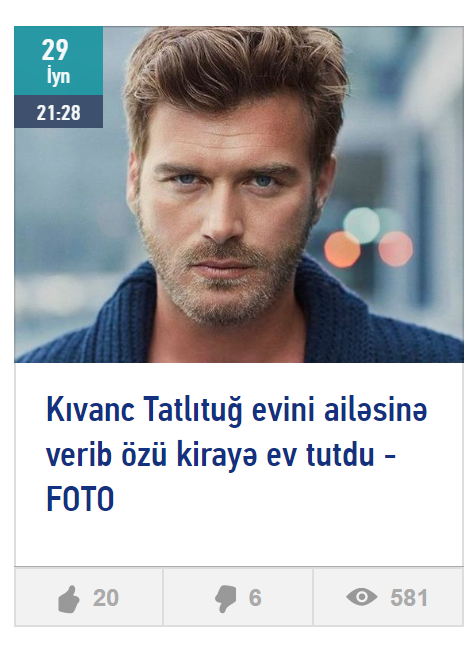 29
İyn
21:28
Kıvanc Tatlıtuğ evini ailəsinə
verib özü kirayə ev tutdu -
FOTO
20
6
581